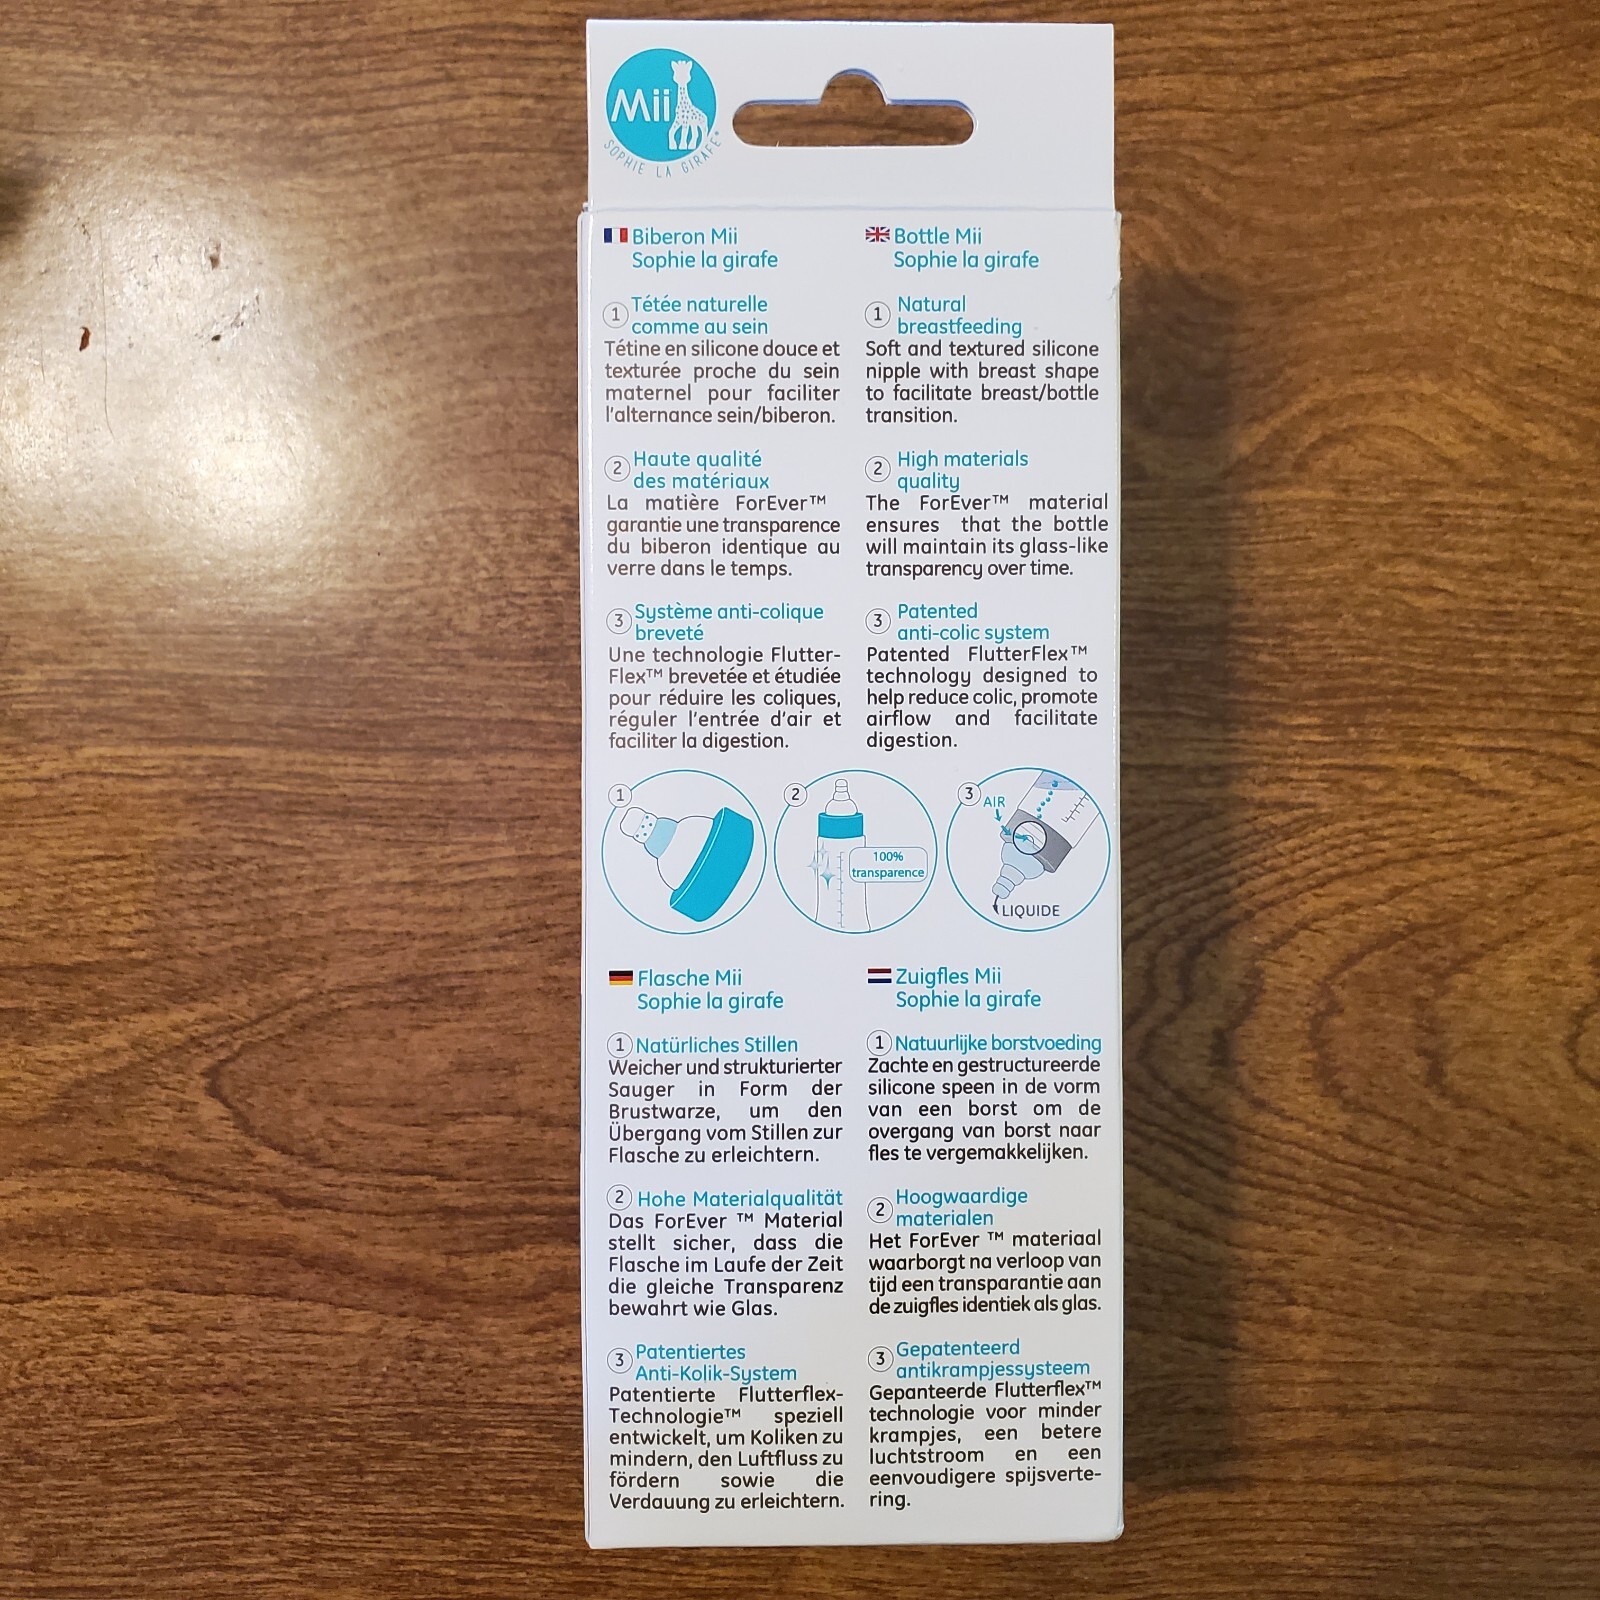 Mii
SOPHIE LA GIRAFE
Biberon Mii
Sophie la girafe
1 Tétée naturelle
comme au sein
Tétine en silicone douce et
texturée proche du sein
maternel pour faciliter
l'alternance sein/biberon.
2 Haute qualité
des matériaux
La matière ForEver™
garantie une transparence
du biberon identique au
verre dans le temps.
3 Système anti-colique
breveté
Une technologie Flutter-
Flex™ brevetée et étudiée
pour réduire les coliques,
réguler l'entrée d'air et
faciliter la digestion.
Bottle Mii
Sophie la girafe
1 Natural
breastfeeding
Soft and textured silicone
nipple with breast shape
to facilitate breast/bottle
transition.
2 High materials
quality
The ForEver™ material
ensures that the bottle
will maintain its glass-like
transparency over time.
3 Patented
anti-colic system
Patented FlutterFlex™
technology designed to
help reduce colic, promote
airflow and facilitate
digestion.
1
2
100%
transparence
3
AIR
LIQUIDE
Flasche Mii
Sophie la girafe
1 Natürliches Stillen
Weicher und strukturierter
Sauger in Form der
Brustwarze, um den
Übergang vom Stillen zur
Flasche zu erleichtern.
2 Hohe Materialqualität
Das ForEver ™ Material
stellt sicher, dass die
Flasche im Laufe der Zeit
die gleiche Transparenz
bewahrt wie Glas.
3 Patentiertes
Anti-Kolik-System
Patentierte Flutterflex-
Technologie™ speziell
entwickelt, um Koliken zu
mindern, den Luftfluss zu
fördern sowie die
Verdauung zu erleichtern.
Zuigfles Mii
Sophie la girafe
1 Natuurlijke borstvoeding
Zachte en gestructureerde
silicone speen in de vorm
van een borst om de
overgang van borst naar
fles te vergemakkelijken.
2 Hoogwaardige
materialen
Het ForEver ™ materiaal
waarborgt na verloop van
tijd een transparantie aan
de zuigfles identiek als glas.
3 Gepatenteerd
antikrampjessysteem
Gepanteerde Flutterflex™
technologie voor minder
krampjes, een betere
luchtstroom en een
eenvoudigere spijsverte-
ring.